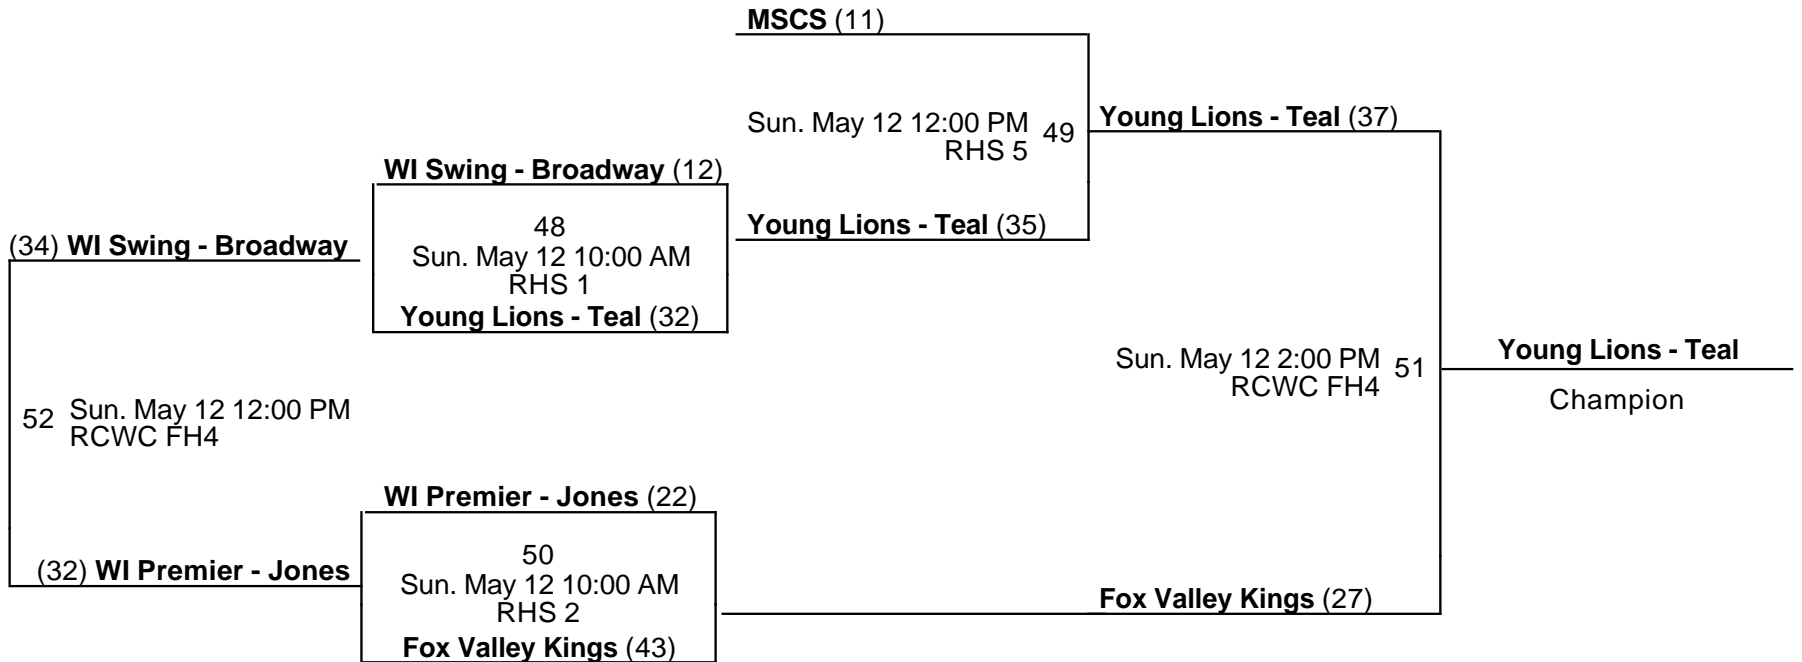 MSCS (11)
Sun. May 12 12:00 PM
RHS 5
49
Young Lions - Teal (37)
WI Swing - Broadway (12)
48
Sun. May 12 10:00 AM
RHS 1
Young Lions - Teal (32)
Young Lions - Teal (35)
(34) WI Swing - Broadway
52
Sun. May 12 12:00 PM
RCWC FH4
(32) WI Premier - Jones
WI Premier - Jones (22)
50
Sun. May 12 10:00 AM
RHS 2
Fox Valley Kings (43)
Sun. May 12 2:00 PM
RCWC FH4
51
Fox Valley Kings (27)
Young Lions - Teal
Champion